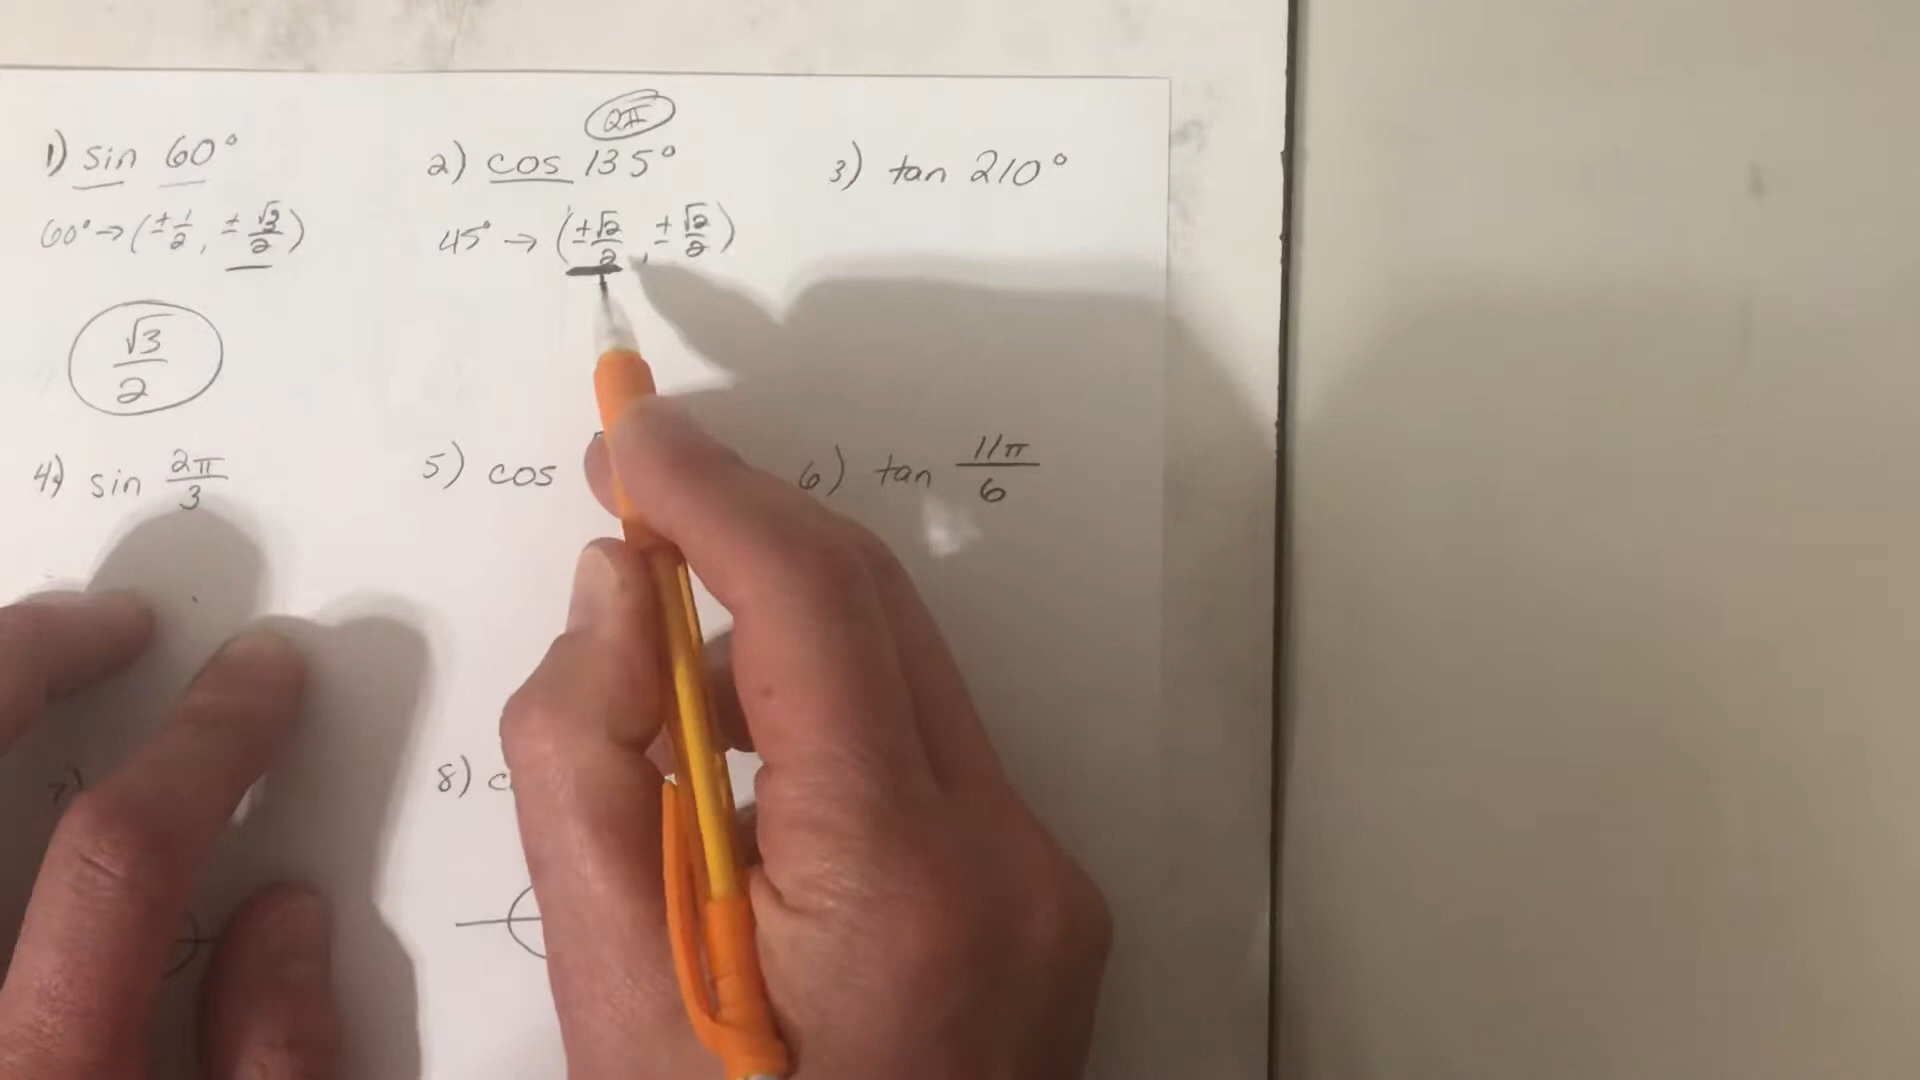 1) sin 60°
60° → (± 1/2, ± √3/2)
√3/2
QII
2) cos 135°
45° → (± √2/2, ± √2/2)
3) tan 210°
4) sin 2π/3
5) cos
6) tan 11π/6
7)
8) c